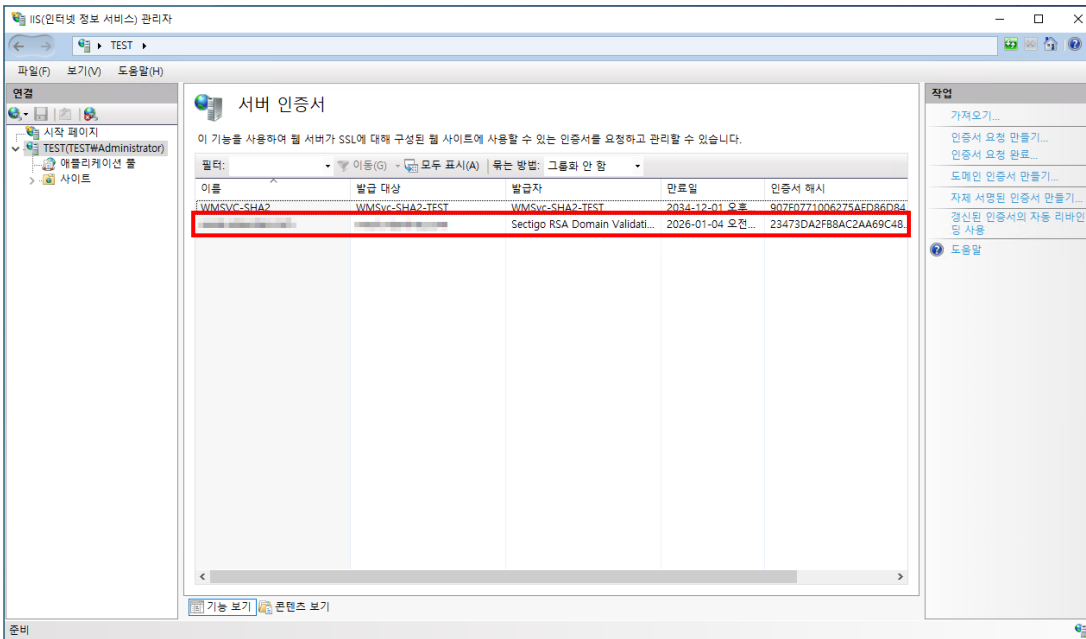 IIS(인터넷 정보 서비스) 관리자
TEST
파일(F) 보기(V) 도움말(H)
연결
시작 페이지
TEST(TEST₩Administrator)
애플리케이션 풀
사이트
서버 인증서
이 기능을 사용하여 웹 서버가 SSL에 대해 구성된 웹 사이트에 사용할 수 있는 인증서를 요청하고 관리할 수 있습니다.
필터: 이동(G) 모두 표시(A) 묶는 방법: 그룹화 안 함
이름 발급 대상 발급자 만료일 인증서 해시
WMSVC-SHA2 WMSvc-SHA2-TEST WMSvc-SHA2-TEST 2034-12-01 오후... 907F0771006275AED86D84...
Sectigo RSA Domain Validati... 2026-01-04 오전... 23473DA2FB8AC2AA69C48...
기능 보기 콘텐츠 보기
준비
작업
가져오기...
인증서 요청 만들기...
인증서 요청 완료...
도메인 인증서 만들기...
자체 서명된 인증서 만들기...
갱신된 인증서의 자동 리바인
딩 사용
도움말